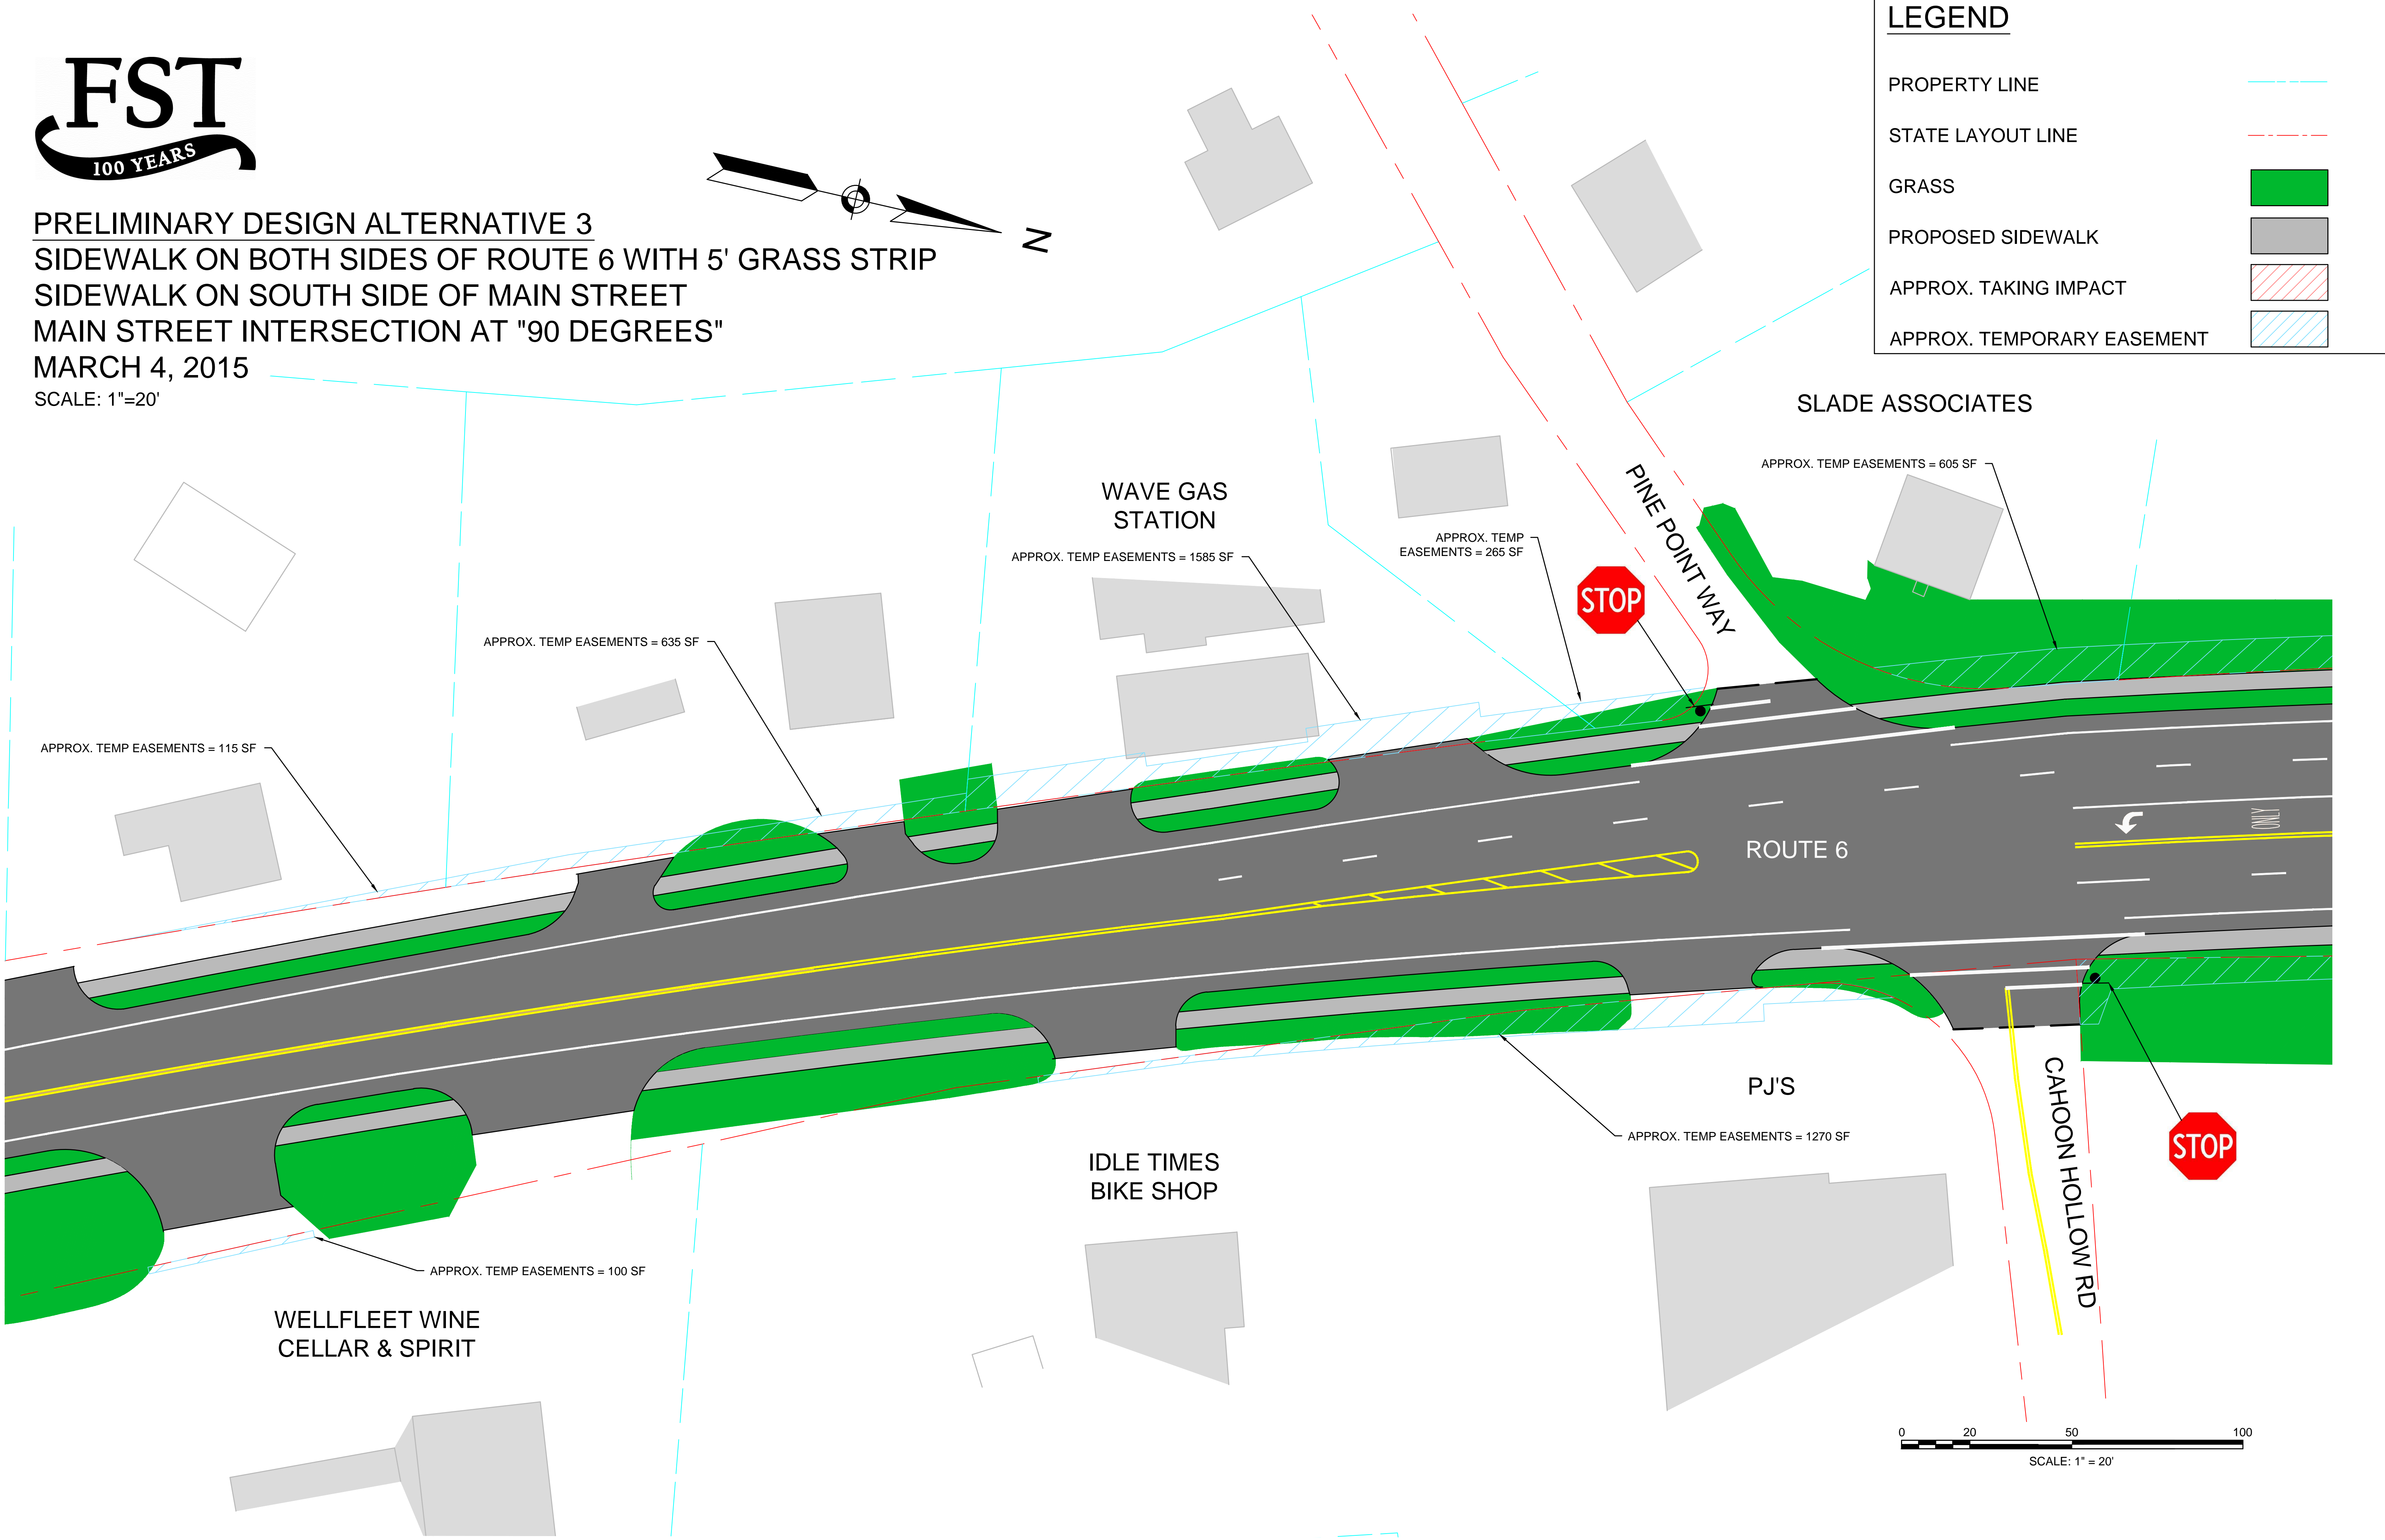 FST
100 YEARS
PRELIMINARY DESIGN ALTERNATIVE 3
SIDEWALK ON BOTH SIDES OF ROUTE 6 WITH 5' GRASS STRIP
SIDEWALK ON SOUTH SIDE OF MAIN STREET
MAIN STREET INTERSECTION AT "90 DEGREES"
MARCH 4, 2015
SCALE: 1"=20'
N
LEGEND
PROPERTY LINE
STATE LAYOUT LINE
GRASS
PROPOSED SIDEWALK
APPROX. TAKING IMPACT
APPROX. TEMPORARY EASEMENT
SLADE ASSOCIATES
APPROX. TEMP EASEMENTS = 605 SF
WAVE GAS
STATION
APPROX. TEMP EASEMENTS = 1585 SF
APPROX. TEMP
EASEMENTS = 265 SF
STOP
PINE POINT WAY
APPROX. TEMP EASEMENTS = 635 SF
APPROX. TEMP EASEMENTS = 115 SF
ROUTE 6
ONLY
PJ'S
APPROX. TEMP EASEMENTS = 1270 SF
CAHOON HOLLOW RD
STOP
IDLE TIMES
BIKE SHOP
APPROX. TEMP EASEMENTS = 100 SF
WELLFLEET WINE
CELLAR & SPIRIT
0 20 50 100
SCALE: 1" = 20'